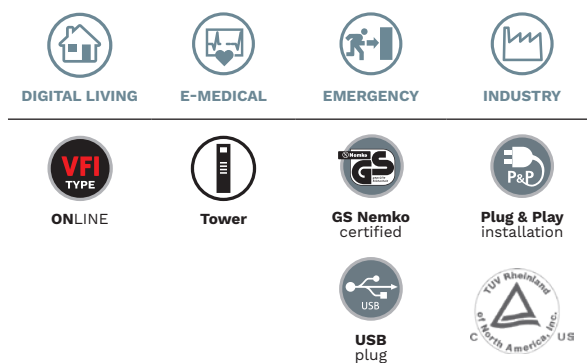 DIGITAL LIVING
E-MEDICAL
EMERGENCY
INDUSTRY
VFI
TYPE
ONLINE
Tower
Nemko
GS
GS Nemko
certified
P&P
Plug & Play
installation
USB
USB
plug
TUV Rheinland
of North America, Inc.
C US